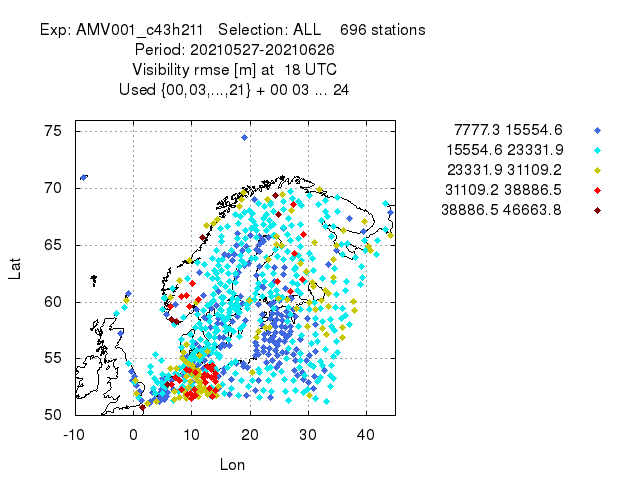 Exp: AMV001_c43h211 Selection: ALL 696 stations
Period: 20210527-20210626
Visibility rmse [m] at 18 UTC
Used {00,03,...,21} + 00 03 ... 24
7777.3 15554.6
15554.6 23331.9
23331.9 31109.2
31109.2 38886.5
38886.5 46663.8
75
70
65
60
55
50
Lat
-10 0 10 20 30 40
Lon